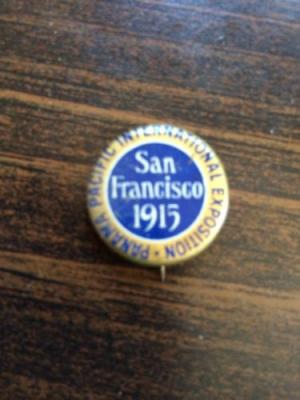 San
Francisco
1915
PANAMA PACIFIC INTERNATIONAL EXPOSITION •